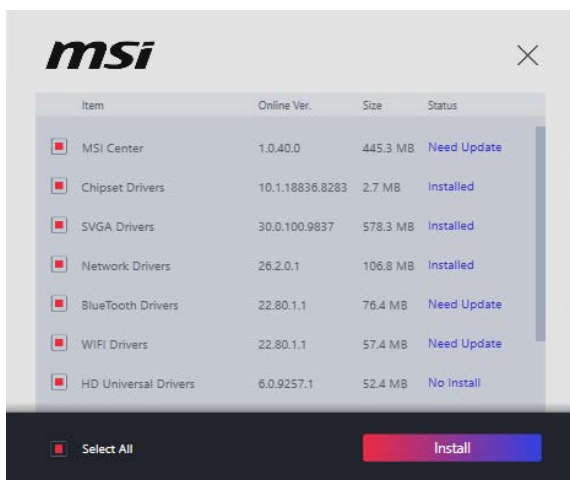 msi
Item Online Ver. Size Status
MSI Center 1.0.40.0 445.3 MB Need Update
Chipset Drivers 10.1.18836.8283 2.7 MB Installed
SVGA Drivers 30.0.100.9837 578.3 MB Installed
Network Drivers 26.2.0.1 106.8 MB Installed
BlueTooth Drivers 22.80.1.1 76.4 MB Need Update
WIFI Drivers 22.80.1.1 57.4 MB Need Update
HD Universal Drivers 6.0.9257.1 52.4 MB No Install
Select All Install